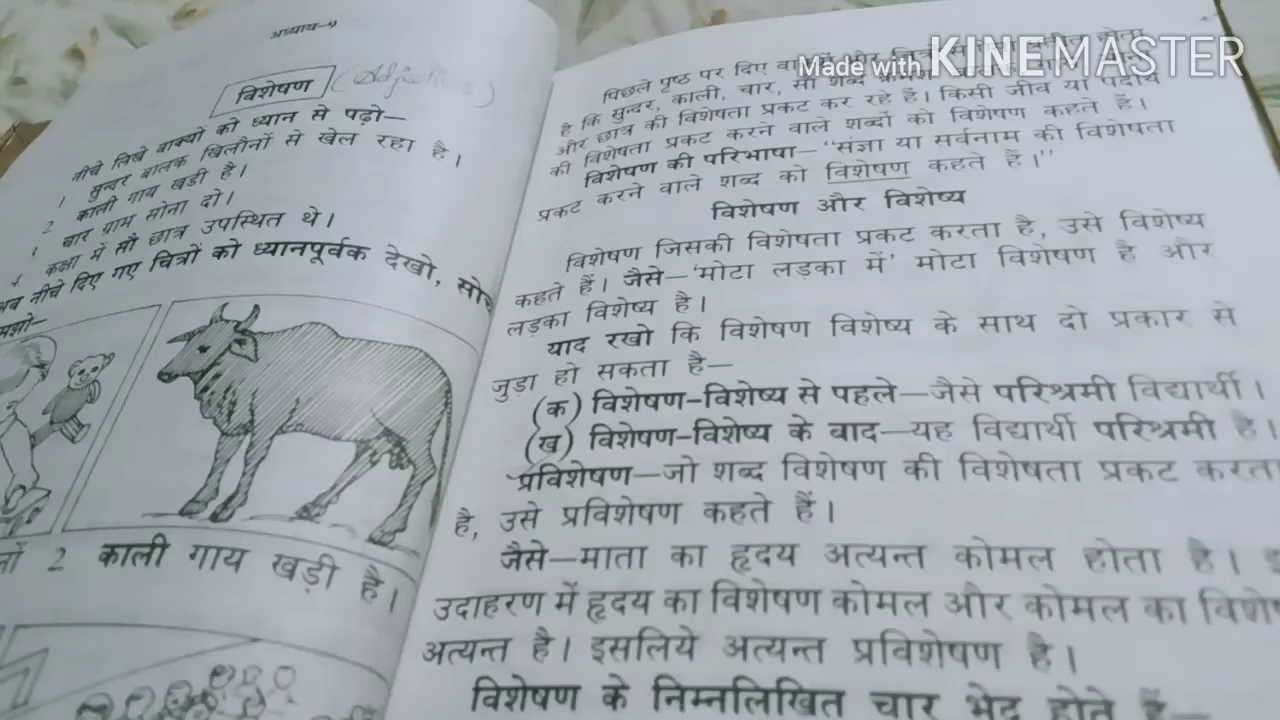 अध्याय-५
विशेषण (Adjective)
नीचे लिखे वाक्यों को ध्यान से पढ़ो—
1 सुन्दर बालक खिलौनों से खेल रहा है।
2 काली गाय खड़ी है।
चार ग्राम सोना दो।
4. कक्षा में सौ छात्र उपस्थित थे।
अब नीचे दिए गए चित्रों को ध्यानपूर्वक देखो,
2 काली गाय खड़ी है।
Made with KINEMASTER
पिछले पृष्ठ पर दिए
है कि सुन्दर, काली, चार, सौ शब्द
और छात्र की विशेषता प्रकट कर रहे हैं। किसी जीव या पदार्थ
की विशेषता प्रकट करने वाले शब्दों को विशेषण कहते हैं।
विशेषण की परिभाषा—"संज्ञा या सर्वनाम की विशेषता
प्रकट करने वाले शब्द को विशेषण कहते हैं।"
विशेषण और विशेष्य
विशेषण जिसकी विशेषता प्रकट करता है, उसे विशेष्य
कहते हैं। जैसे—'मोटा लड़का में' मोटा विशेषण है और
लड़का विशेष्य है।
याद रखो कि विशेषण विशेष्य के साथ दो प्रकार से
जुड़ा हो सकता है—
(क) विशेषण-विशेष्य से पहले—जैसे परिश्रमी विद्यार्थी।
(ख) विशेषण-विशेष्य के बाद—यह विद्यार्थी परिश्रमी है।
प्रविशेषण—जो शब्द विशेषण की विशेषता प्रकट करता
है, उसे प्रविशेषण कहते हैं।
जैसे—माता का हृदय अत्यन्त कोमल होता है।
उदाहरण में हृदय का विशेषण कोमल और कोमल का
अत्यन्त है। इसलिये अत्यन्त प्रविशेषण है।
विशेषण के निम्नलिखित चार भेद होते हैं—